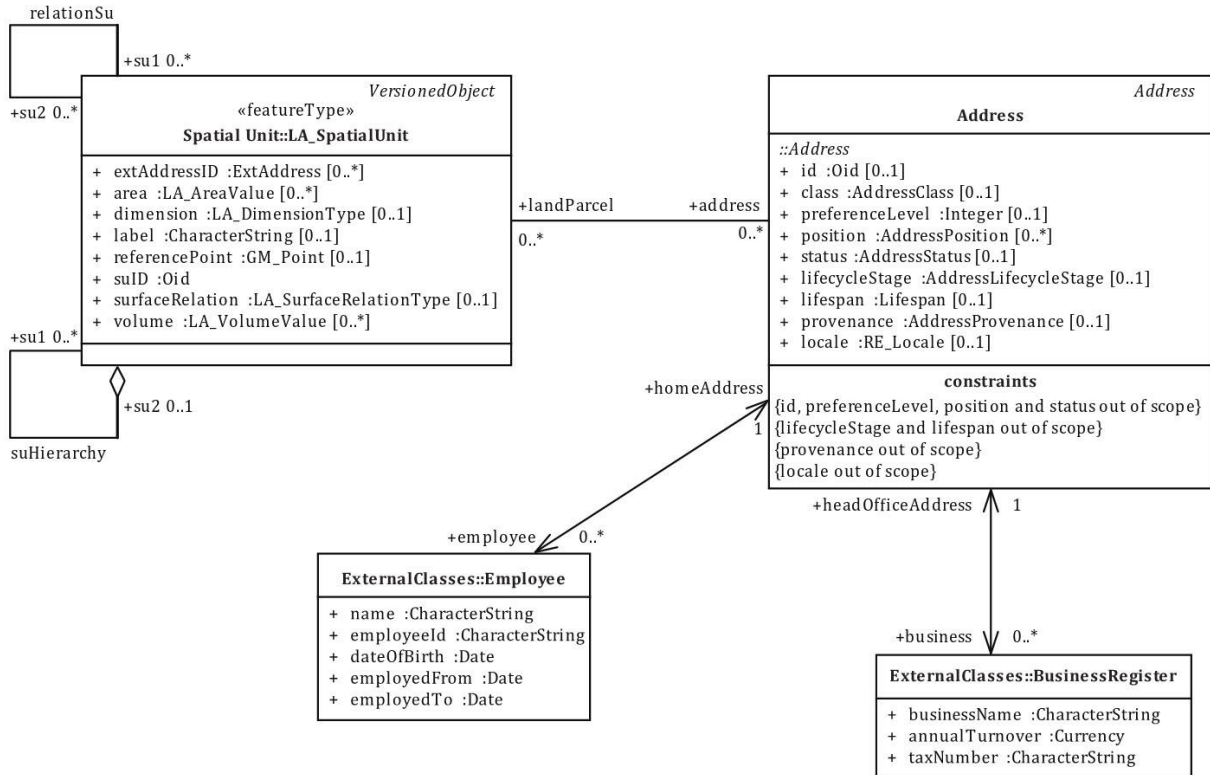 relationSu
+su1 0..*
+su2 0..*
VersionedObject
«featureType»
Spatial Unit::LA_SpatialUnit
+ extAddressID :ExtAddress [0..*]
+ area :LA_AreaValue [0..*]
+ dimension :LA_DimensionType [0..1]
+ label :CharacterString [0..1]
+ referencePoint :GM_Point [0..1]
+ suID :Oid
+ surfaceRelation :LA_SurfaceRelationType [0..1]
+ volume :LA_VolumeValue [0..*]
+su1 0..*
+su2 0..1
suHierarchy
+landParcel
0..*
+address
0..*
Address
Address
::Address
+ id :Oid [0..1]
+ class :AddressClass [0..1]
+ preferenceLevel :Integer [0..1]
+ position :AddressPosition [0..*]
+ status :AddressStatus [0..1]
+ lifecycleStage :AddressLifecycleStage [0..1]
+ lifespan :Lifespan [0..1]
+ provenance :AddressProvenance [0..1]
+ locale :RE_Locale [0..1]
constraints
{id, preferenceLevel, position and status out of scope}
{lifecycleStage and lifespan out of scope}
{provenance out of scope}
{locale out of scope}
+homeAddress
1
+employee
0..*
ExternalClasses::Employee
+ name :CharacterString
+ employeeId :CharacterString
+ dateOfBirth :Date
+ employedFrom :Date
+ employedTo :Date
+headOfficeAddress
1
+business
0..*
ExternalClasses::BusinessRegister
+ businessName :CharacterString
+ annualTurnover :Currency
+ taxNumber :CharacterString